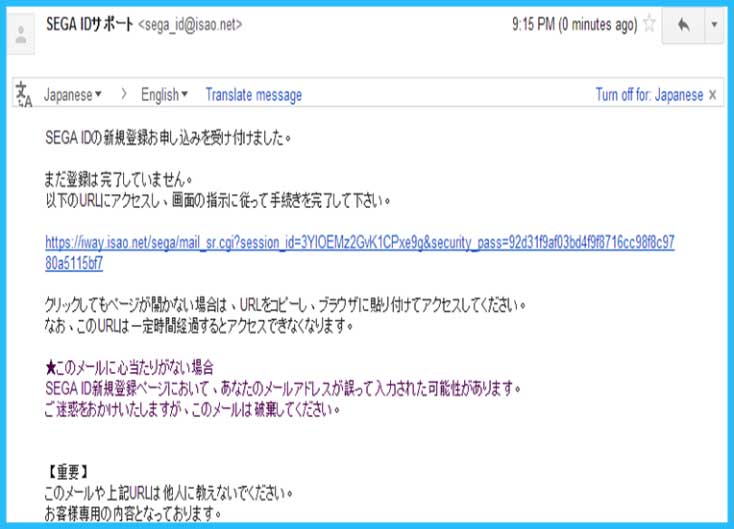 SEGA IDサポート <sega_id@isao.net>
9:15 PM (0 minutes ago)
Japanese
English
Translate message
Turn off for: Japanese ×
SEGA IDの新規登録お申し込みを受け付けました。
まだ登録は完了していません。
以下のURLにアクセスし、画面の指示に従って手続きを完了して下さい。
https://iway.isao.net/sega/mail_sr.cgi?session_id=3YIOEMz2GvK1CPxe9g&security_pass=92d31f9af03bd4f9f8716cc98f8c97
80a5115bf7
クリックしてもページが開かない場合は、URLをコピーし、ブラウザに貼り付けてアクセスしてください。
なお、このURLは一定時間経過するとアクセスできなくなります。
★このメールに心当たりがない場合
SEGA ID新規登録ページにおいて、あなたのメールアドレスが誤って入力された可能性があります。
ご迷惑をおかけいたしますが、このメールは破棄してください。
【重要】
このメールや上記URLは他人に教えないでください。
お客様専用の内容となっております。